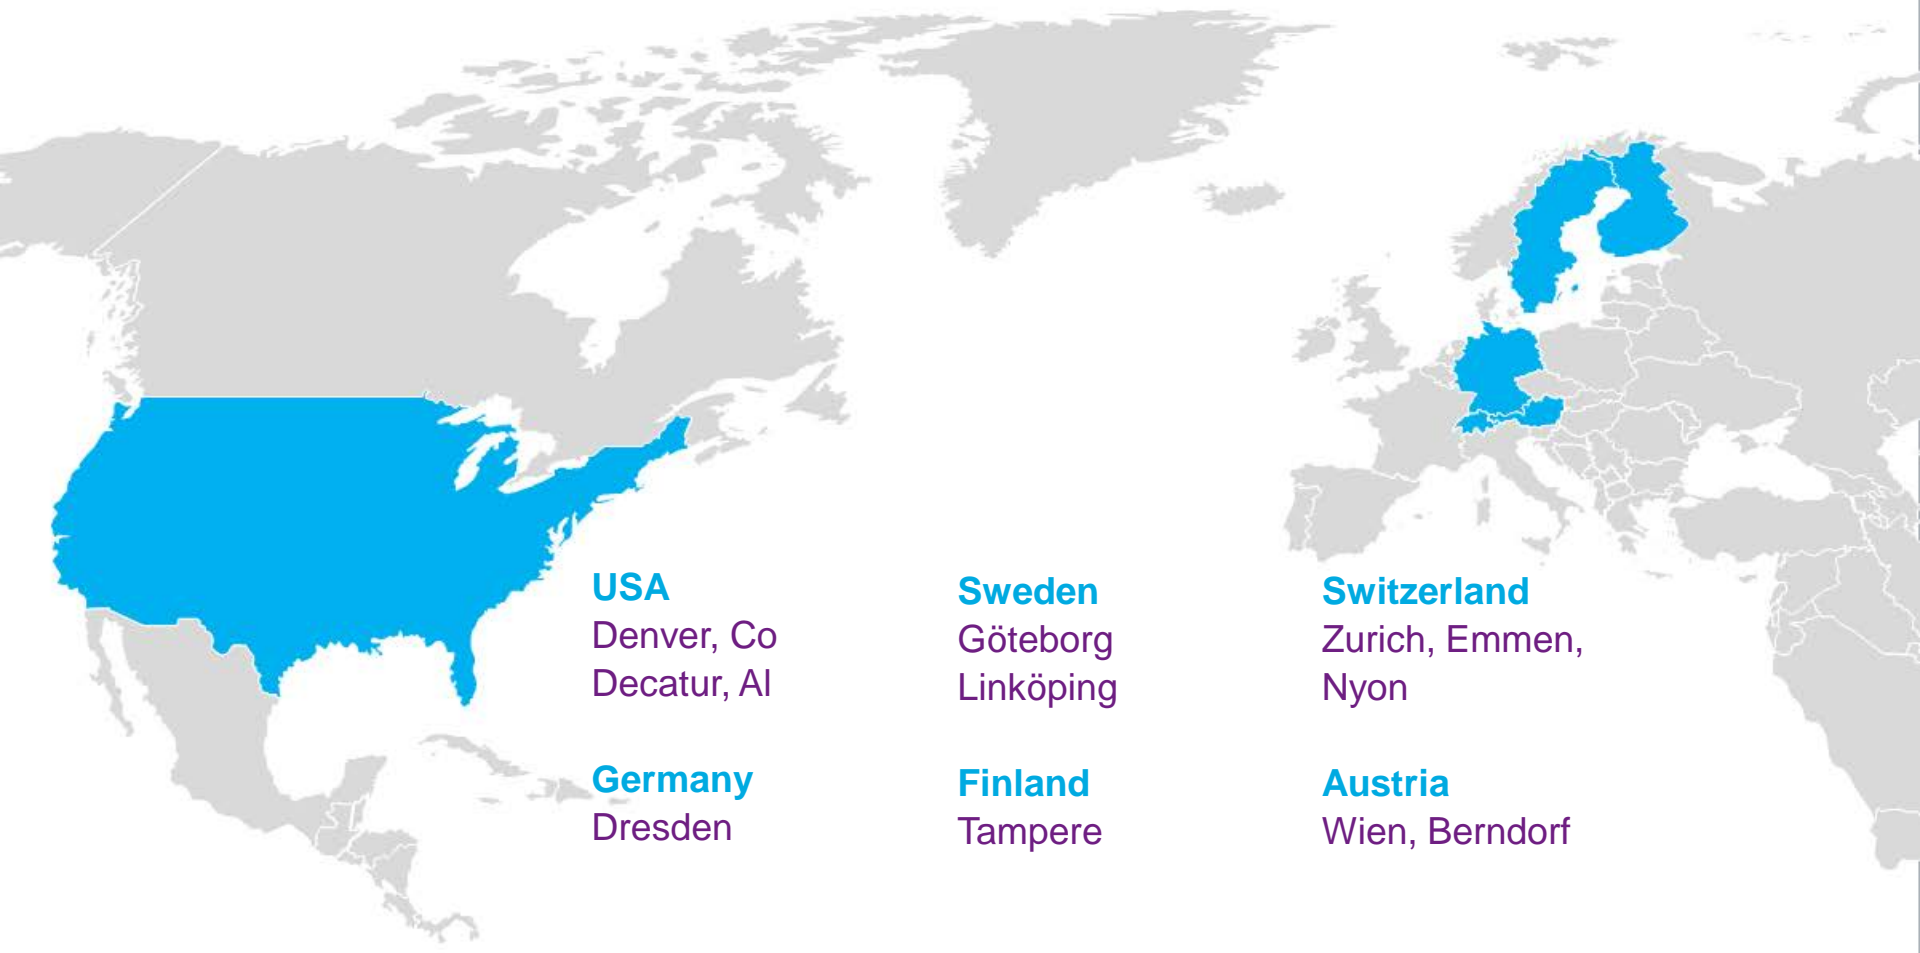 USA
Denver, Co
Decatur, Al
Sweden
Göteborg
Linköping
Switzerland
Zurich, Emmen,
Nyon
Germany
Dresden
Finland
Tampere
Austria
Wien, Berndorf